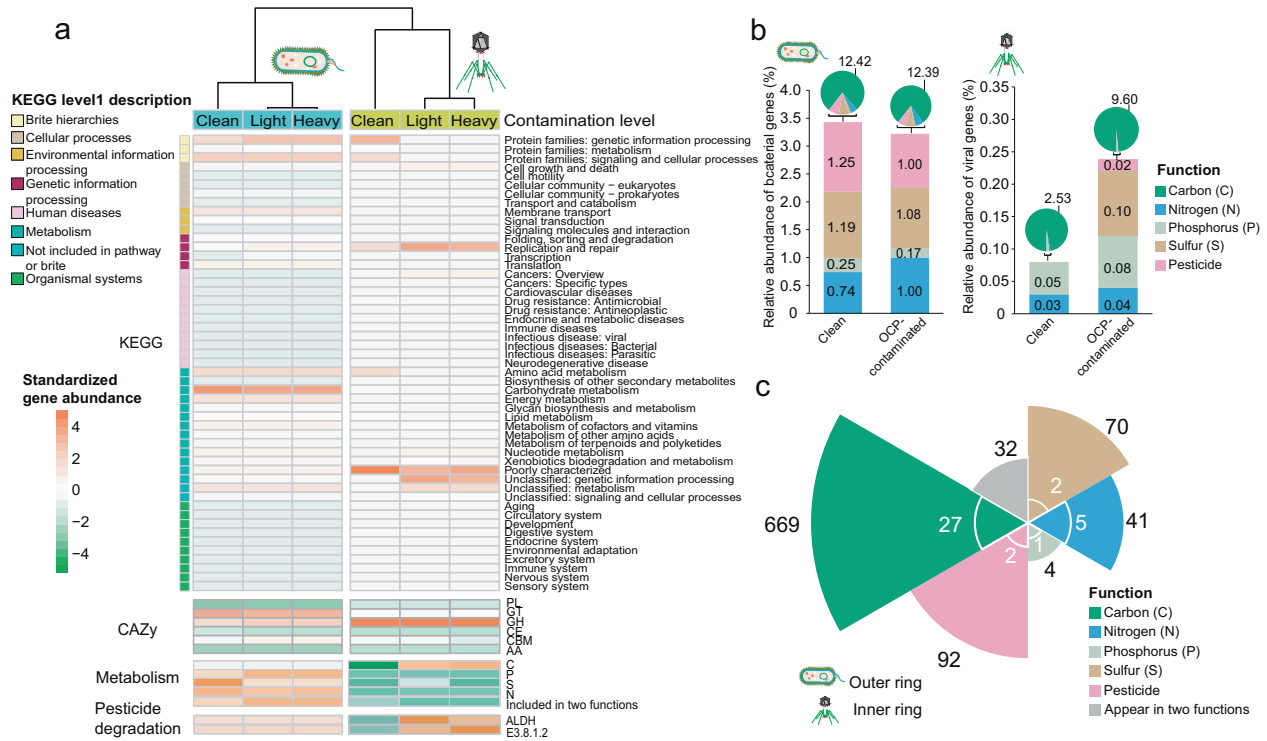 a
KEGG level1 description
Brite hierarchies
Cellular processes
Environmental information
processing
Genetic information
processing
Human diseases
Metabolism
Not included in pathway
or brite
Organismal systems
Clean Light Heavy Clean Light Heavy Contamination level
Protein families: genetic information processing
Protein families: metabolism
Protein families: signaling and cellular processes
Cell growth and death
Cell motility
Cellular community − eukaryotes
Cellular community − prokaryotes
Transport and catabolism
Membrane transport
Signal transduction
Signaling molecules and interaction
Folding, sorting and degradation
Replication and repair
Transcription
Translation
Cancers: Overview
Cancers: Specific types
Cardiovascular diseases
Drug resistance: Antimicrobial
Drug resistance: Antineoplastic
Endocrine and metabolic diseases
Immune diseases
Infectious disease: viral
Infectious diseases: Bacterial
Infectious diseases: Parasitic
Neurodegenerative disease
Amino acid metabolism
Biosynthesis of other secondary metabolites
Carbohydrate metabolism
Energy metabolism
Glycan biosynthesis and metabolism
Lipid metabolism
Metabolism of cofactors and vitamins
Metabolism of other amino acids
Metabolism of terpenoids and polyketides
Nucleotide metabolism
Xenobiotics biodegradation and metabolism
Poorly characterized
Unclassified: genetic information processing
Unclassified: metabolism
Unclassified: signaling and cellular processes
Aging
Circulatory system
Development
Digestive system
Endocrine system
Environmental adaptation
Excretory system
Immune system
Nervous system
Sensory system
KEGG
Standardized
gene abundance
4
2
0
−2
−4
CAZy
PL
GT
GH
CE
CBM
AA
Metabolism
C
P
S
N
Included in two functions
Pesticide
degradation
ALDH
E3.8.1.2
b
Relative abundance of bcaterial genes (%)
4.0
3.5
3.0
2.5
2.0
1.5
1.0
0.5
0
12.42
12.39
1.25
1.19
0.25
0.74
1.00
1.08
0.17
1.00
Clean
OCP-
contaminated
Relative abundance of viral genes (%)
0.35
0.30
0.25
0.20
0.15
0.10
0.05
0
2.53
9.60
0.05
0.03
0.02
0.10
0.08
0.04
Clean
OCP-
contaminated
Function
Carbon (C)
Nitrogen (N)
Phosphorus (P)
Sulfur (S)
Pesticide
c
32
70
2
669
27
5
41
2
1
4
92
Outer ring
Inner ring
Function
Carbon (C)
Nitrogen (N)
Phosphorus (P)
Sulfur (S)
Pesticide
Appear in two functions